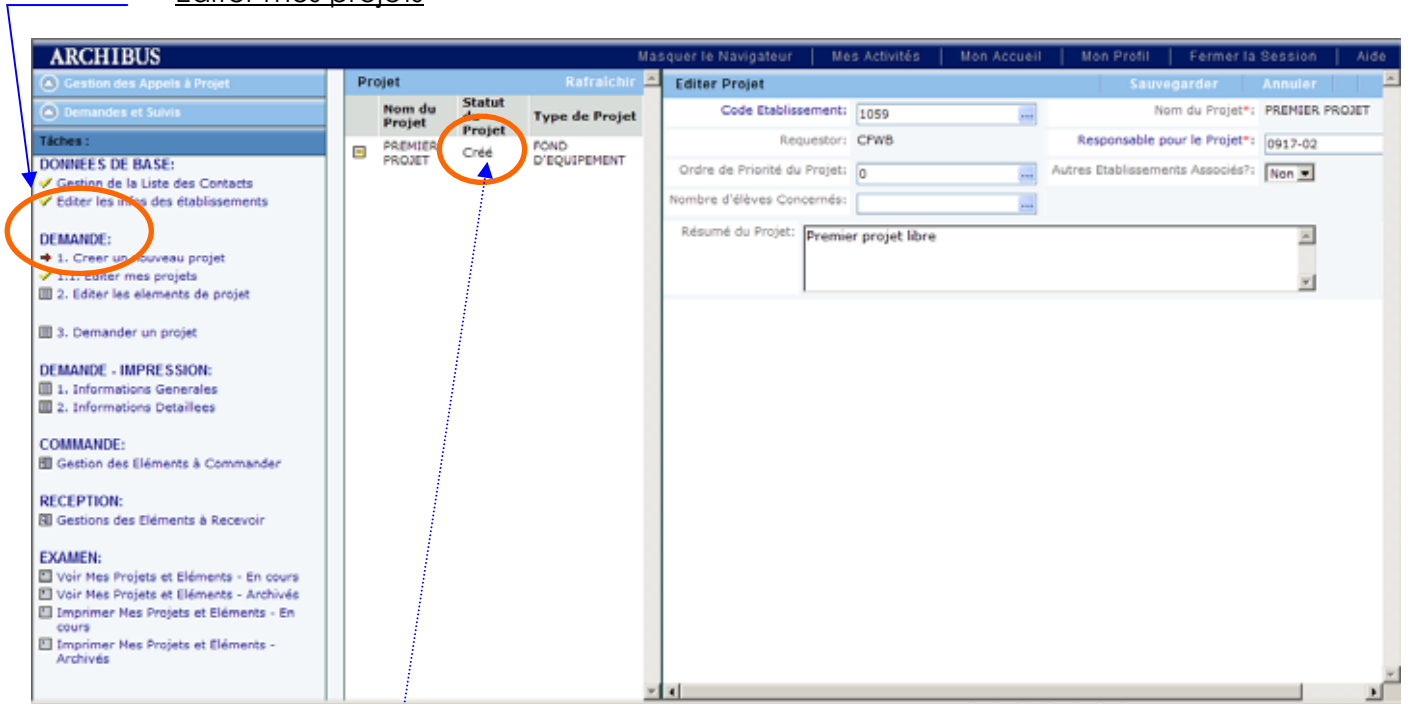 Editer mes projets
ARCHIBUS
Masquer le Navigateur | Mes Activités | Mon Accueil | Mon Profil | Fermer la Session | Aide
Gestion des Appels à Projet
Demandes et Suivis
Tâches :
DONNEES DE BASE:
Gestion de la Liste des Contacts
Editer les infos des établissements
DEMANDE:
1. Creer un nouveau projet
1.1. Editer mes projets
2. Editer les elements de projet
3. Demander un projet
DEMANDE - IMPRESSION:
1. Informations Generales
2. Informations Detaillees
COMMANDE:
Gestion des Eléments à Commander
RECEPTION:
Gestions des Eléments à Recevoir
EXAMEN:
Voir Mes Projets et Eléments - En cours
Voir Mes Projets et Eléments - Archivés
Imprimer Mes Projets et Eléments - En
cours
Imprimer Mes Projets et Eléments -
Archivés
Projet Rafraîchir
Nom du Projet
Statut du Projet
Type de Projet
PREMIER PROJET
Créé
FOND D'EQUIPEMENT
Editer Projet Sauvegarder Annuler
Code Etablissement: 1059 ... Nom du Projet*: PREMIER PROJET
Requestor: CFWB Responsable pour le Projet*: 0917-02
Ordre de Priorité du Projet: 0 ... Autres Etablissements Associés?: Non
Nombre d'élèves Concernés: ...
Résumé du Projet: Premier projet libre